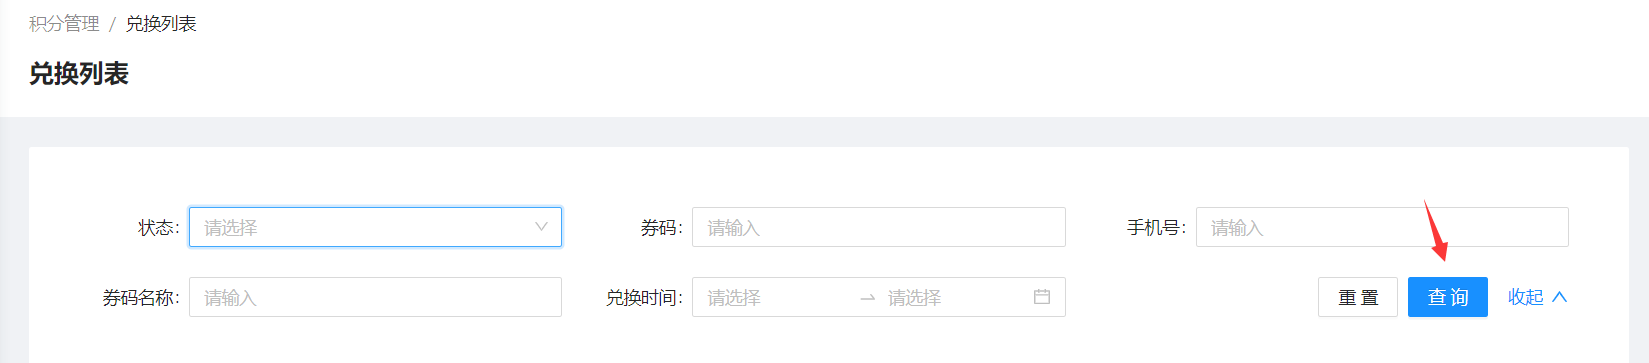 积分管理 / 兑换列表
兑换列表
状态: 请选择 券码: 请输入 手机号: 请输入
券码名称: 请输入 兑换时间: 请选择 → 请选择 重 置 查 询 收起